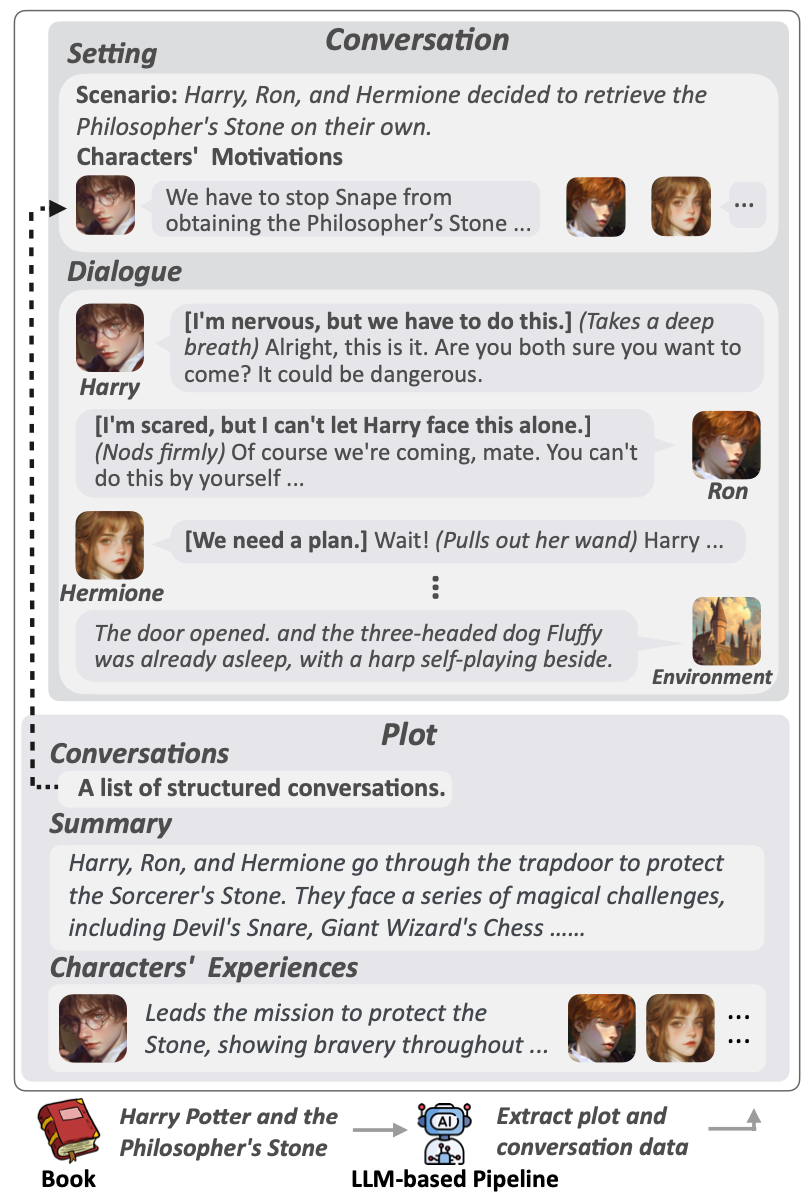 Conversation
Setting
Scenario: Harry, Ron, and Hermione decided to retrieve the
Philosopher's Stone on their own.
Characters' Motivations
We have to stop Snape from
obtaining the Philosopher's Stone ...
...
Dialogue
[I'm nervous, but we have to do this.] (Takes a deep
breath) Alright, this is it. Are you both sure you want to
come? It could be dangerous.
Harry
[I'm scared, but I can't let Harry face this alone.]
(Nods firmly) Of course we're coming, mate. You can't
do this by yourself ...
Ron
[We need a plan.] Wait! (Pulls out her wand) Harry ...
Hermione
The door opened. and the three-headed dog Fluffy
was already asleep, with a harp self-playing beside.
Environment
Plot
Conversations
A list of structured conversations.
Summary
Harry, Ron, and Hermione go through the trapdoor to protect
the Sorcerer's Stone. They face a series of magical challenges,
including Devil's Snare, Giant Wizard's Chess ......
Characters' Experiences
Leads the mission to protect the
Stone, showing bravery throughout ...
...
...
Harry Potter and the
Philosopher's Stone
Book
AI
LLM-based Pipeline
Extract plot and
conversation data